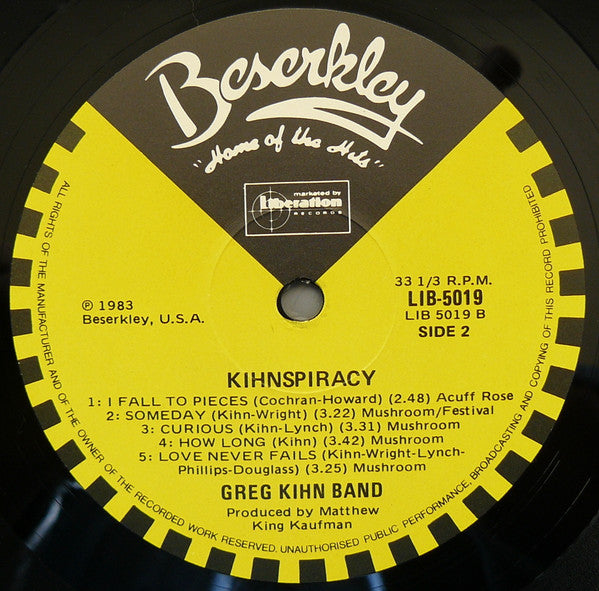 Beserkley
"Home of the Hits"
marketed by
Liberation
RECORDS
33 1/3 R.P.M.
LIB-5019
LIB 5019 B
SIDE 2
℗ 1983
Beserkley, U.S.A.
KIHNSPIRACY
1: I FALL TO PIECES (Cochran-Howard) (2.48) Acuff Rose
2: SOMEDAY (Kihn-Wright) (3.22) Mushroom/Festival
3: CURIOUS (Kihn-Lynch) (3.31) Mushroom
4: HOW LONG (Kihn) (3.42) Mushroom
5: LOVE NEVER FAILS (Kihn-Wright-Lynch-
Phillips-Douglass) (3.25) Mushroom
GREG KIHN BAND
Produced by Matthew
King Kaufman
ALL RIGHTS OF THE MANUFACTURER AND OF THE OWNER OF THE RECORDED WORK RESERVED. UNAUTHORISED PUBLIC PERFORMANCE, BROADCASTING AND COPYING OF THIS RECORD PROHIBITED